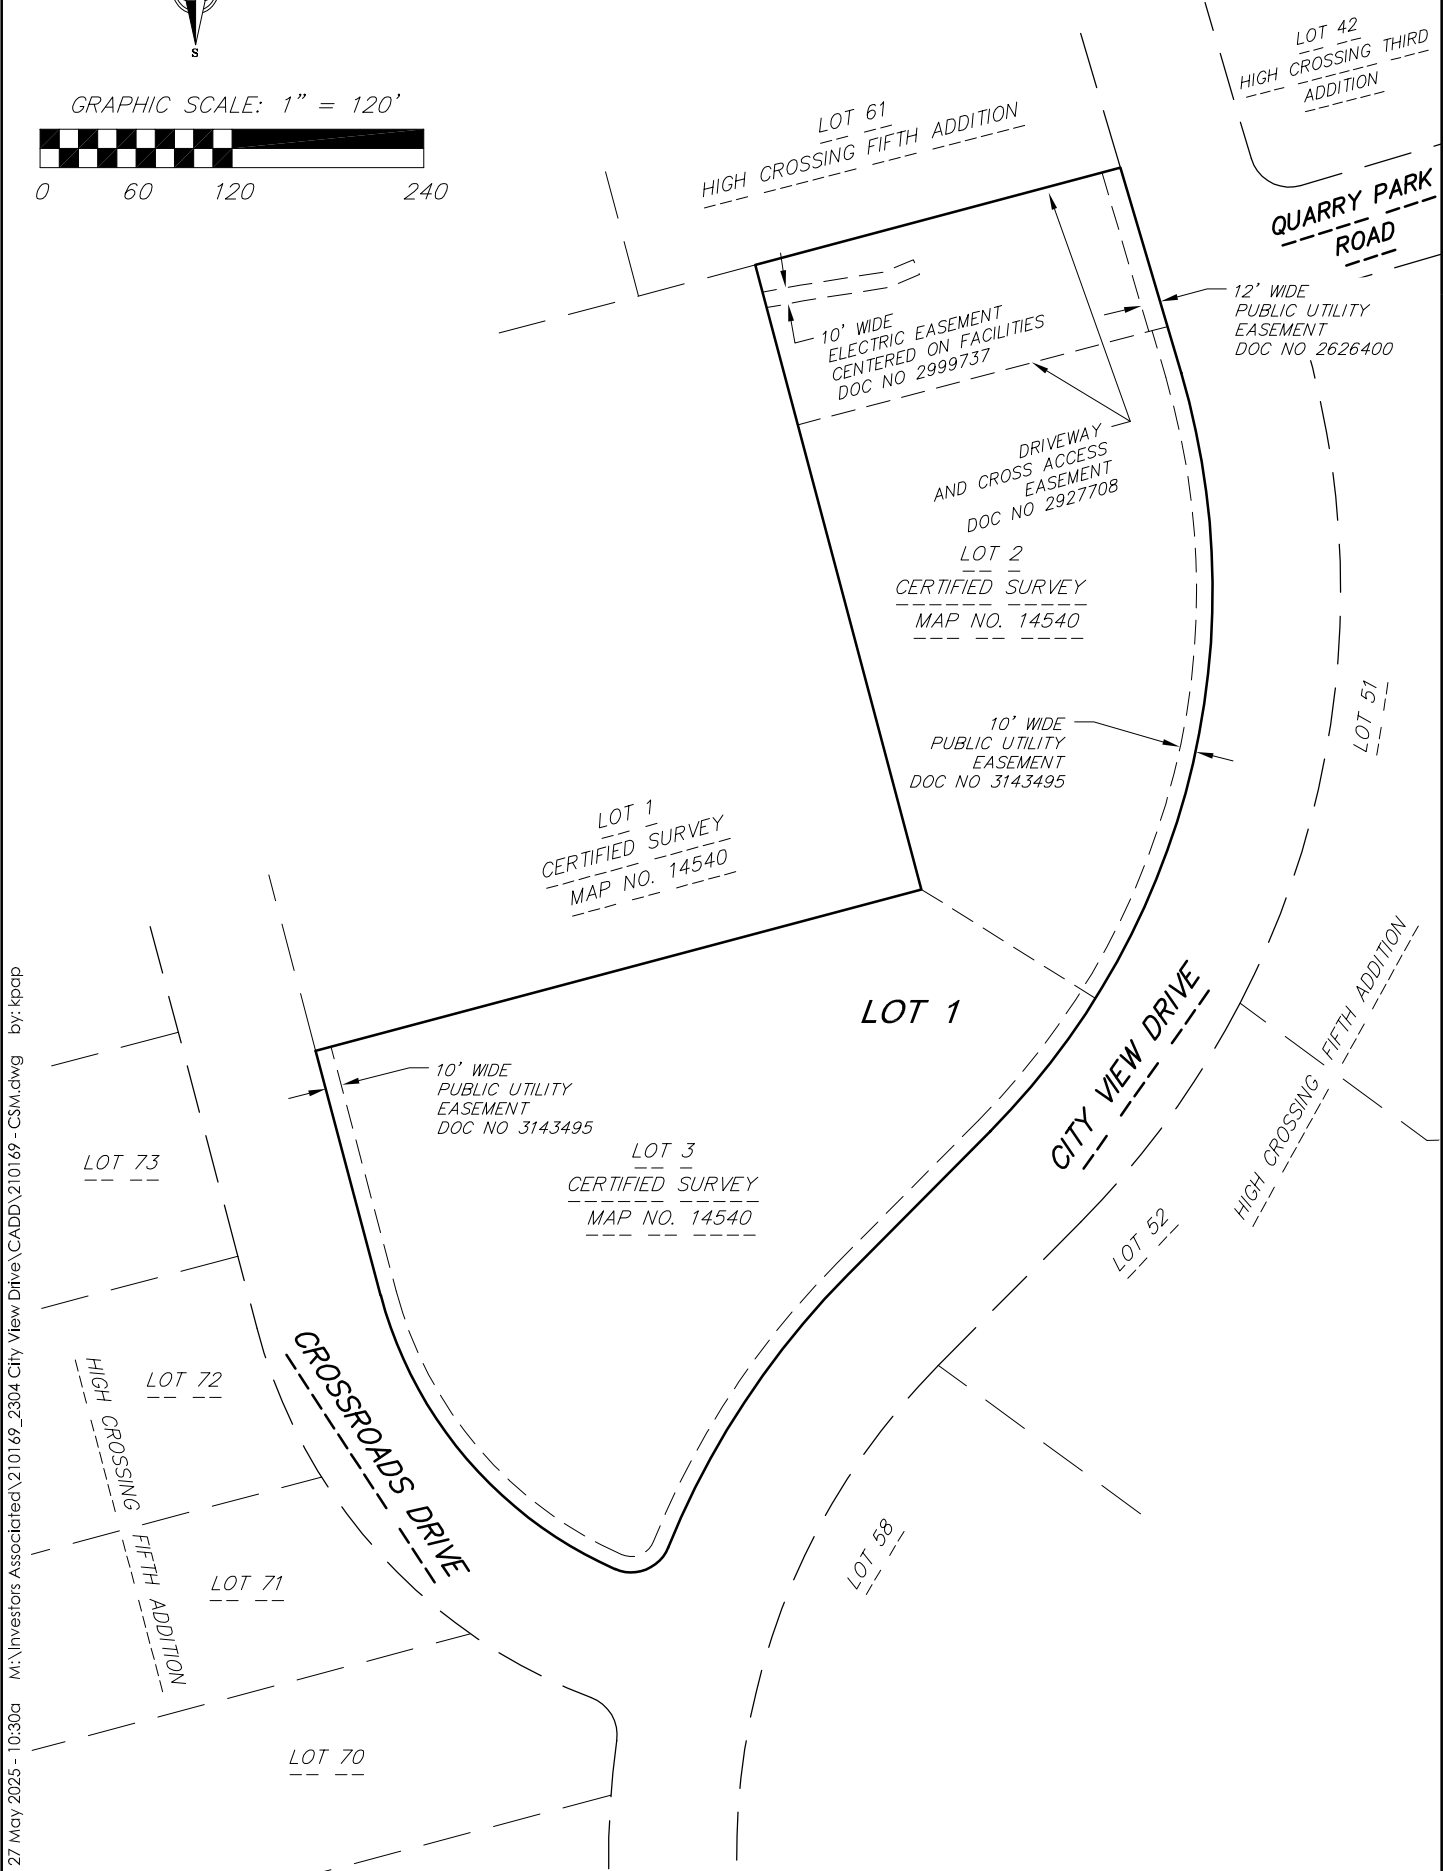 S
GRAPHIC SCALE: 1" = 120'
0 60 120 240
LOT 61
HIGH CROSSING FIFTH ADDITION
LOT 42
HIGH CROSSING THIRD
ADDITION
QUARRY PARK
ROAD
12' WIDE
PUBLIC UTILITY
EASEMENT
DOC NO 2626400
10' WIDE
ELECTRIC EASEMENT
CENTERED ON FACILITIES
DOC NO 2999737
DRIVEWAY
AND CROSS ACCESS
EASEMENT
DOC NO 2927708
LOT 2
CERTIFIED SURVEY
MAP NO. 14540
10' WIDE
PUBLIC UTILITY
EASEMENT
DOC NO 3143495
LOT 51
LOT 1
CERTIFIED SURVEY
MAP NO. 14540
LOT 1
CITY VIEW DRIVE
HIGH CROSSING FIFTH ADDITION
10' WIDE
PUBLIC UTILITY
EASEMENT
DOC NO 3143495
LOT 3
CERTIFIED SURVEY
MAP NO. 14540
LOT 73
LOT 52
CROSSROADS DRIVE
LOT 72
HIGH CROSSING FIFTH ADDITION
LOT 71
LOT 58
LOT 70
27 May 2025 - 10:30a M:\Investors Associated\210169_2304 City View Drive\CADD\210169 - CSM.dwg by: kpap